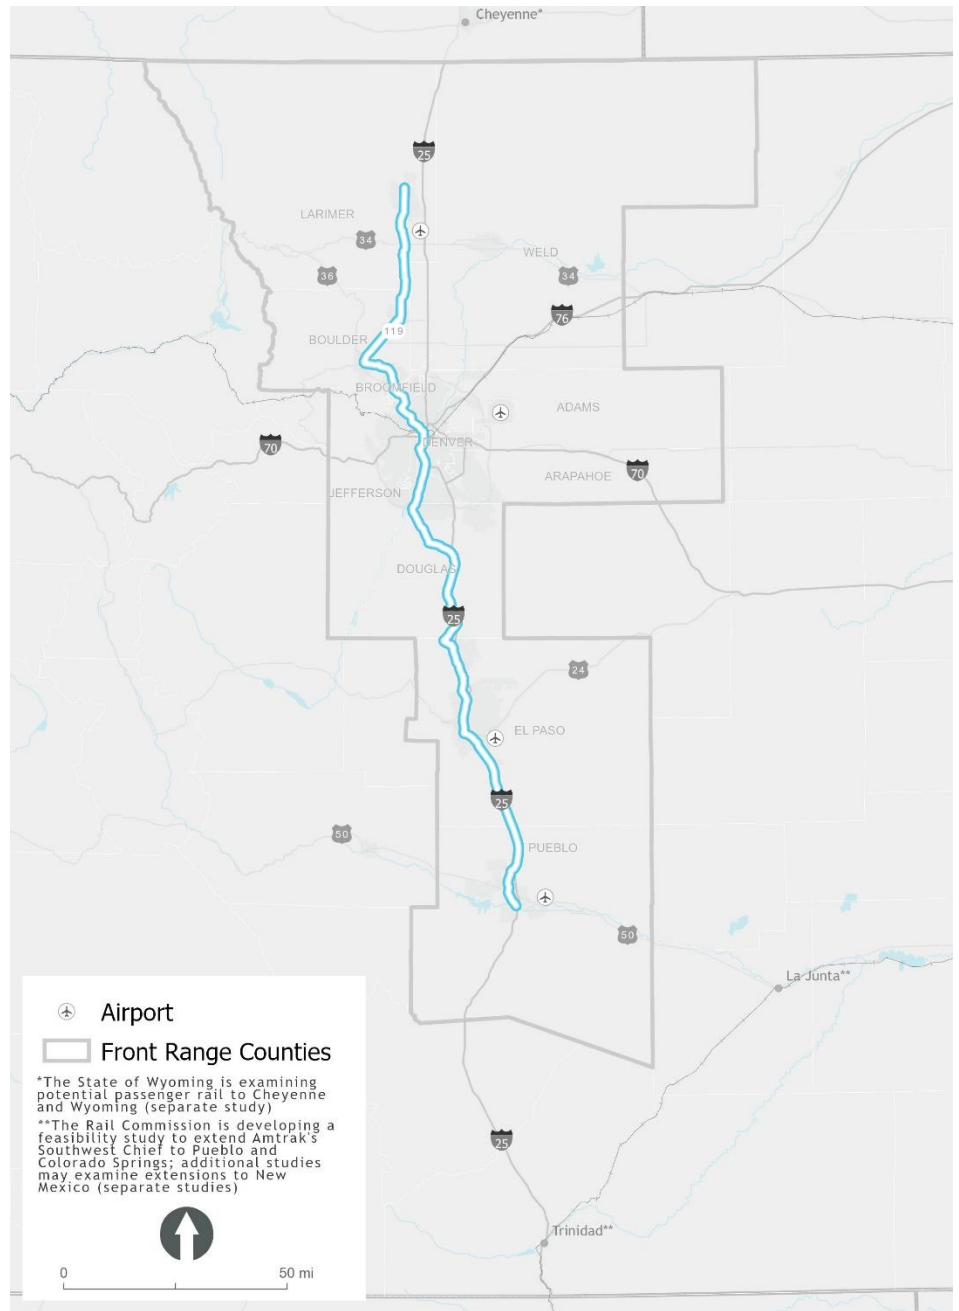 Cheyenne*
25
LARIMER
34
WELD
36
34
76
119
BOULDER
BROOMFIELD
ADAMS
DENVER
70
70
ARAPAHOE
JEFFERSON
DOUGLAS
25
24
EL PASO
25
50
PUEBLO
50
La Junta**
25
Trinidad**
Airport
Front Range Counties
*The State of Wyoming is examining
potential passenger rail to Cheyenne
and Wyoming (separate study)
**The Rail Commission is developing a
feasibility study to extend Amtrak's
Southwest Chief to Pueblo and
Colorado Springs; additional studies
may examine extensions to New
Mexico (separate studies)
0 50 mi